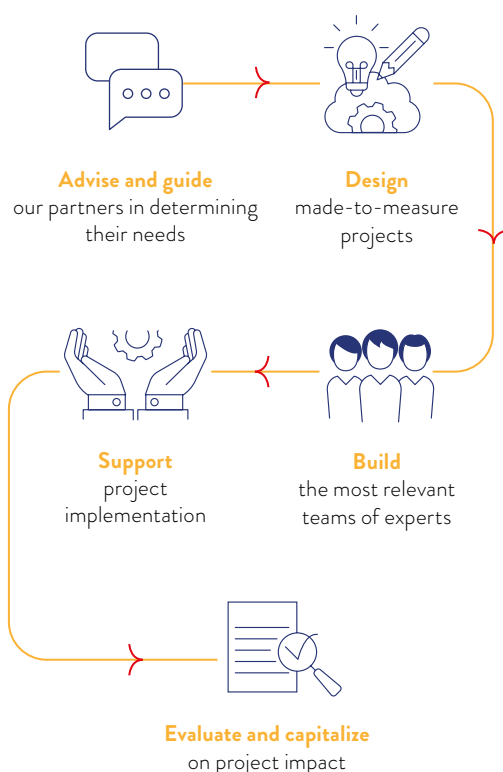 Advise and guide
our partners in determining
their needs
Design
made-to-measure
projects
Build
the most relevant
teams of experts
Support
project
implementation
Evaluate and capitalize
on project impact